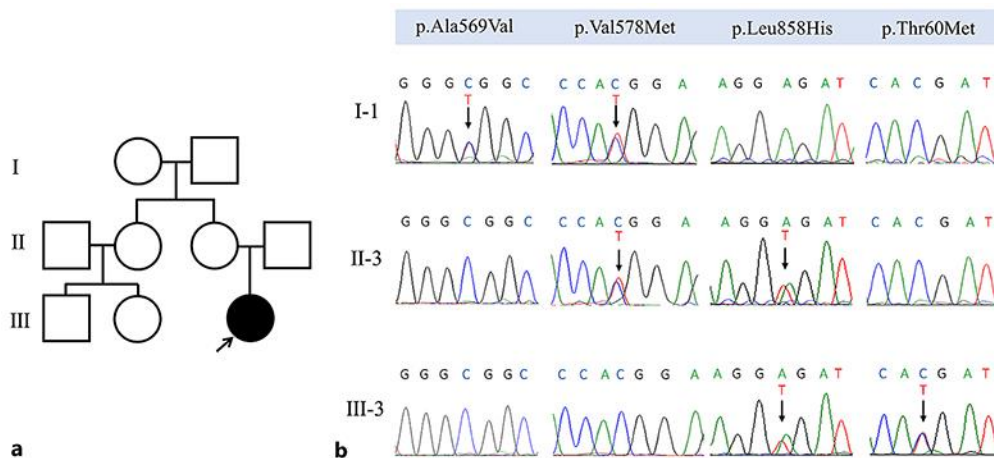 p.Ala569Val p.Val578Met p.Leu858His p.Thr60Met
I-1
G G G C G G C
T
C C A C G G A
T
A G G A G A T
C A C G A T
II-3
G G G C G G C
C C A C G G A
T
A G G A G A T
T
C A C G A T
III-3
G G G C G G C
C C A C G G A
A G G A G A T
T
C A C G A T
T
I
II
III
a
b